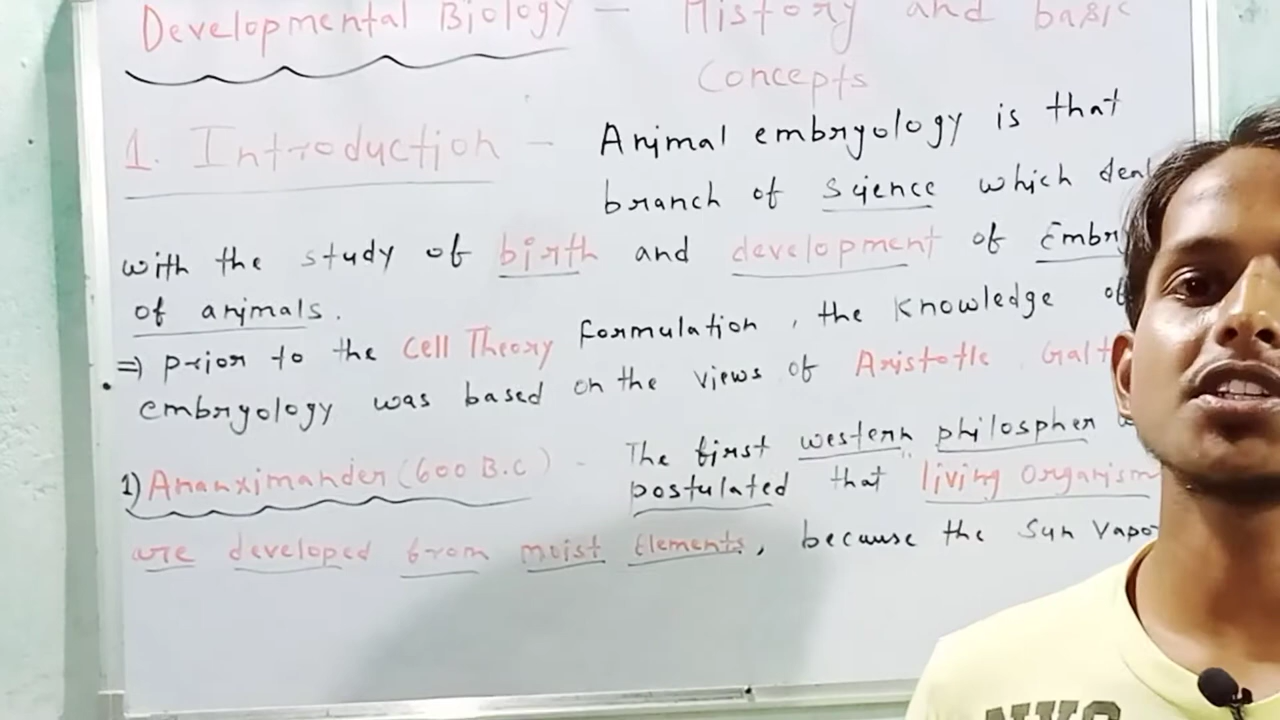 Developmental Biology - History and basic
Concepts
1. Introduction - Animal embryology is that
branch of Science which deal
with the study of birth and development of Embr
of animals.
=> prior to the Cell Theory formulation, the knowledge of
embryology was based on the views of Aristotle, Galt
1) Ananximander (600 B.C) - The first western philospher
postulated that living organism
are developed from moist Elements, because the Sun vapo